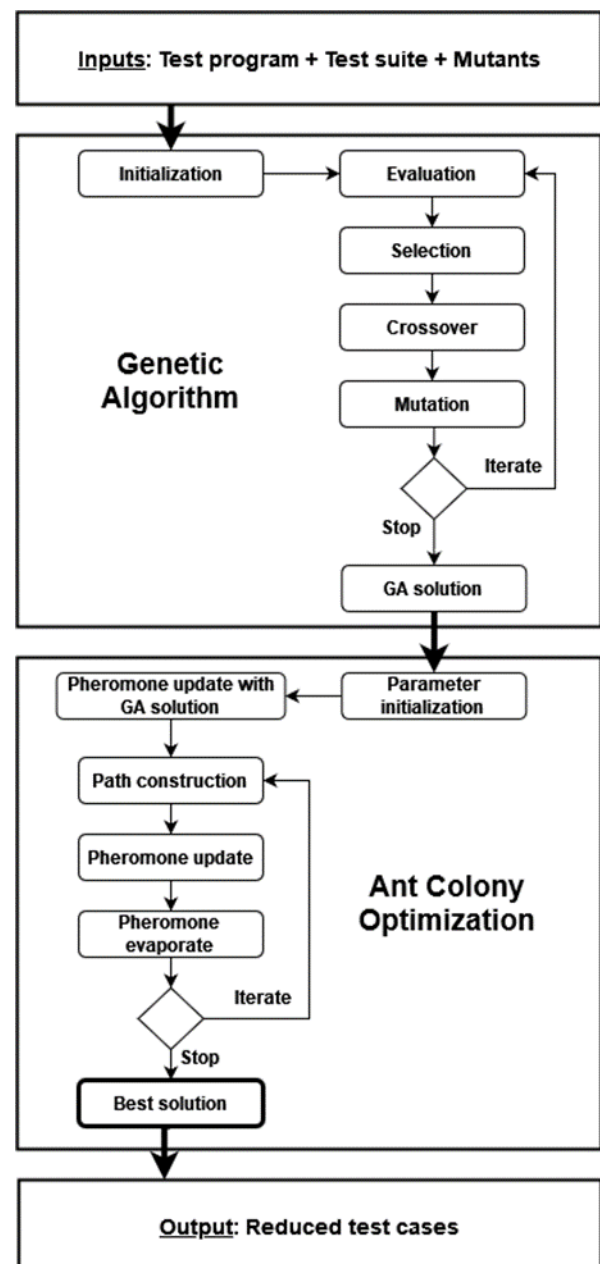 Inputs: Test program + Test suite + Mutants
Initialization
Evaluation
Selection
Crossover
Genetic
Algorithm
Mutation
Iterate
Stop
GA solution
Pheromone update with
GA solution
Parameter
initialization
Path construction
Pheromone update
Ant Colony
Optimization
Pheromone
evaporate
Iterate
Stop
Best solution
Output: Reduced test cases